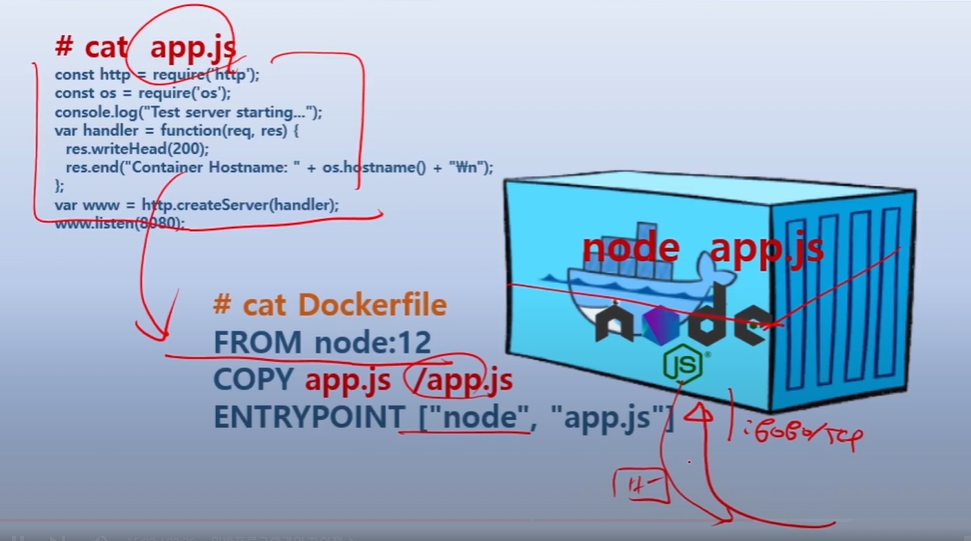 # cat app.js
const http = require('http');
const os = require('os');
console.log("Test server starting...");
var handler = function(req, res) {
res.writeHead(200);
res.end("Container Hostname: " + os.hostname() + "₩n");
};
var www = http.createServer(handler);
www.listen(8080);
node app.js
node
JS
# cat Dockerfile
FROM node:12
COPY app.js /app.js
ENTRYPOINT ["node", "app.js"]
:8080/TCP